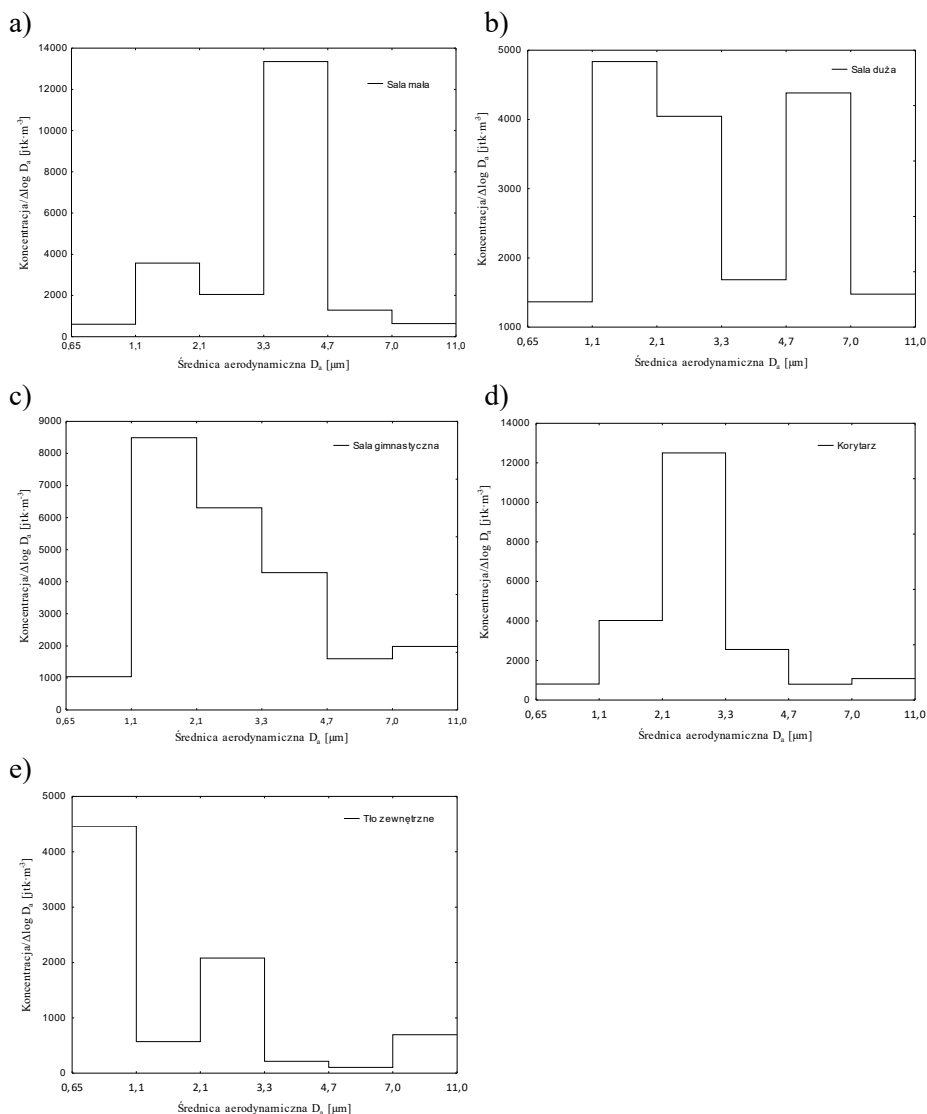 a)
14000
12000
10000
8000
6000
4000
2000
0
Koncentracja/Δlog Dₐ [jtk·m⁻³]
Sala mała
0,65 1,1 2,1 3,3 4,7 7,0 11,0
Średnica aerodynamiczna Dₐ [μm]
b)
5000
4000
3000
2000
1000
Koncentracja/Δlog Dₐ [jtk·m⁻³]
Sala duża
0,65 1,1 2,1 3,3 4,7 7,0 11,0
Średnica aerodynamiczna Dₐ [μm]
c)
9000
8000
7000
6000
5000
4000
3000
2000
1000
0
Koncentracja/Δlog Dₐ [jtk·m⁻³]
Sala gimnastyczna
0,65 1,1 2,1 3,3 4,7 7,0 11,0
Średnica aerodynamiczna Dₐ [μm]
d)
14000
12000
10000
8000
6000
4000
2000
0
Koncentracja/Δlog Dₐ [jtk·m⁻³]
Korytarz
0,65 1,1 2,1 3,3 4,7 7,0 11,0
Średnica aerodynamiczna Dₐ [μm]
e)
5000
4000
3000
2000
1000
0
Koncentracja/Δlog Dₐ [jtk·m⁻³]
Tło zewnętrzne
0,65 1,1 2,1 3,3 4,7 7,0 11,0
Średnica aerodynamiczna Dₐ [μm]